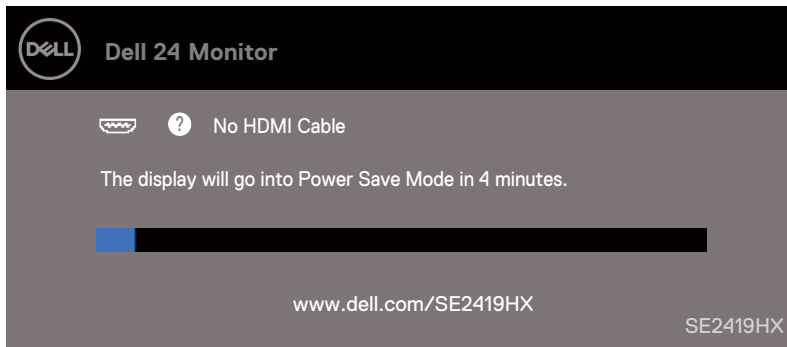 DELL
Dell 24 Monitor
? No HDMI Cable
The display will go into Power Save Mode in 4 minutes.
www.dell.com/SE2419HX
SE2419HX